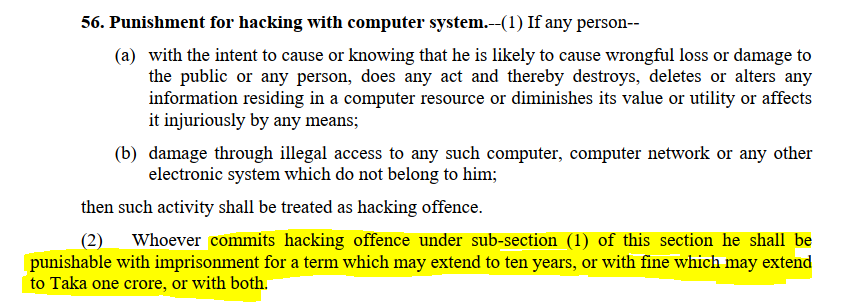 56. Punishment for hacking with computer system.--(1) If any person--
(a) with the intent to cause or knowing that he is likely to cause wrongful loss or damage to
the public or any person, does any act and thereby destroys, deletes or alters any
information residing in a computer resource or diminishes its value or utility or affects
it injuriously by any means;
(b) damage through illegal access to any such computer, computer network or any other
electronic system which do not belong to him;
then such activity shall be treated as hacking offence.
(2) Whoever commits hacking offence under sub-section (1) of this section he shall be
punishable with imprisonment for a term which may extend to ten years, or with fine which may extend
to Taka one crore, or with both.